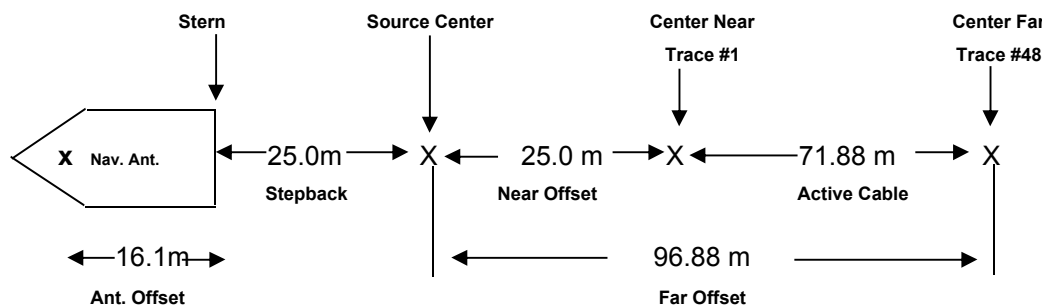 Stern
Source Center
Center Near
Trace #1
Center Far
Trace #48
X Nav. Ant.
25.0m
X
25.0 m
X
71.88 m
X
Stepback
Near Offset
Active Cable
16.1m
96.88 m
Ant. Offset
Far Offset